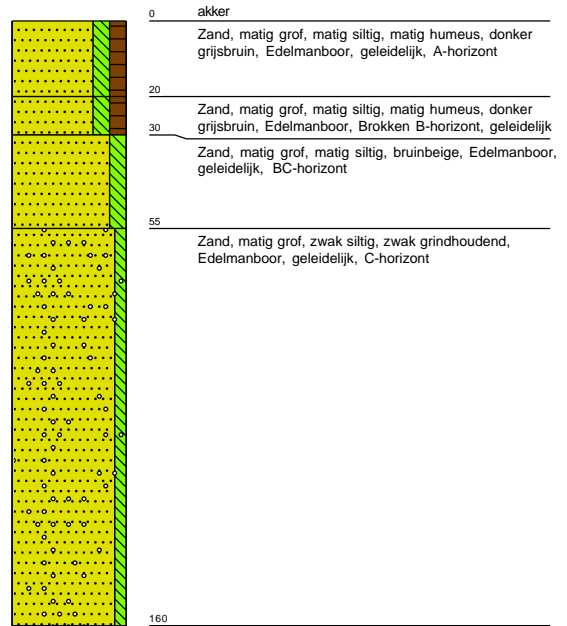 0 akker
Zand, matig grof, matig siltig, matig humeus, donker
grijsbruin, Edelmanboor, geleidelijk, A-horizont
20
Zand, matig grof, matig siltig, matig humeus, donker
grijsbruin, Edelmanboor, Brokken B-horizont, geleidelijk
30
Zand, matig grof, matig siltig, bruinbeige, Edelmanboor,
geleidelijk, BC-horizont
55
Zand, matig grof, zwak siltig, zwak grindhoudend,
Edelmanboor, geleidelijk, C-horizont
160